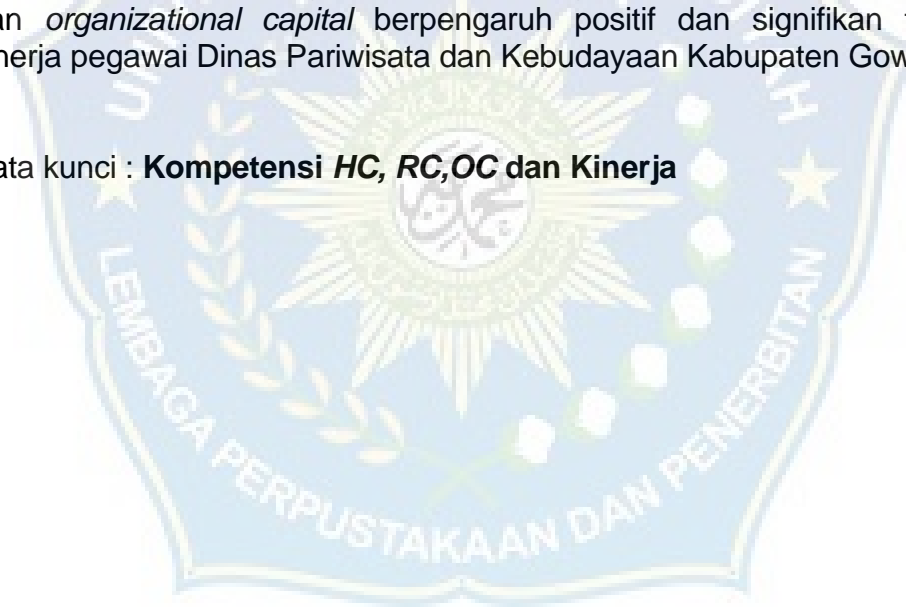 an organizational capital berpengaruh positif dan signifikan
nerja pegawai Dinas Pariwisata dan Kebudayaan Kabupaten Gow
ata kunci : Kompetensi HC, RC,OC dan Kinerja
LEMBAGA PERPUSTAKAAN DAN PENERBITAN